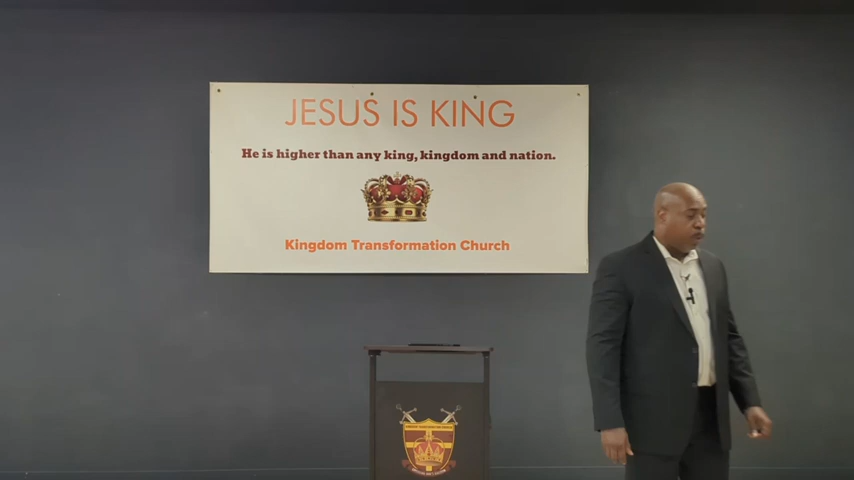 JESUS IS KING
He is higher than any king, kingdom and nation.
Kingdom Transformation Church